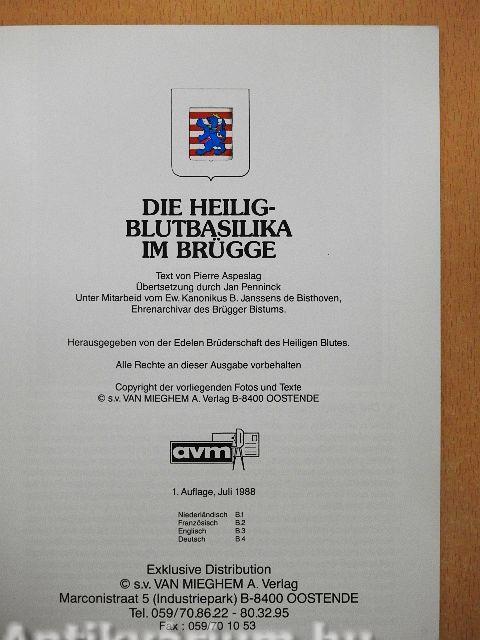 DIE HEILIG-
BLUTBASILIKA
IM BRÜGGE
Text von Pierre Aspeslag
Übertsetzung durch Jan Penninck
Unter Mitarbeid vom Ew. Kanonikus B. Janssens de Bisthoven,
Ehrenarchivar des Brügger Bistums.
Herausgegeben von der Edelen Brüderschaft des Heiligen Blutes.
Alle Rechte an dieser Ausgabe vorbehalten
Copyright der vorliegenden Fotos und Texte
© s.v. VAN MIEGHEM A. Verlag B-8400 OOSTENDE
avm
1. Auflage, Juli 1988
Niederländisch B.1
Französisch B.2
Englisch B.3
Deutsch B.4
Exklusive Distribution
© s.v. VAN MIEGHEM A. Verlag
Marconistraat 5 (Industriepark) B-8400 OOSTENDE
Tel. 059/70.86.22 - 80.32.95
Fax : 059/70 10 53